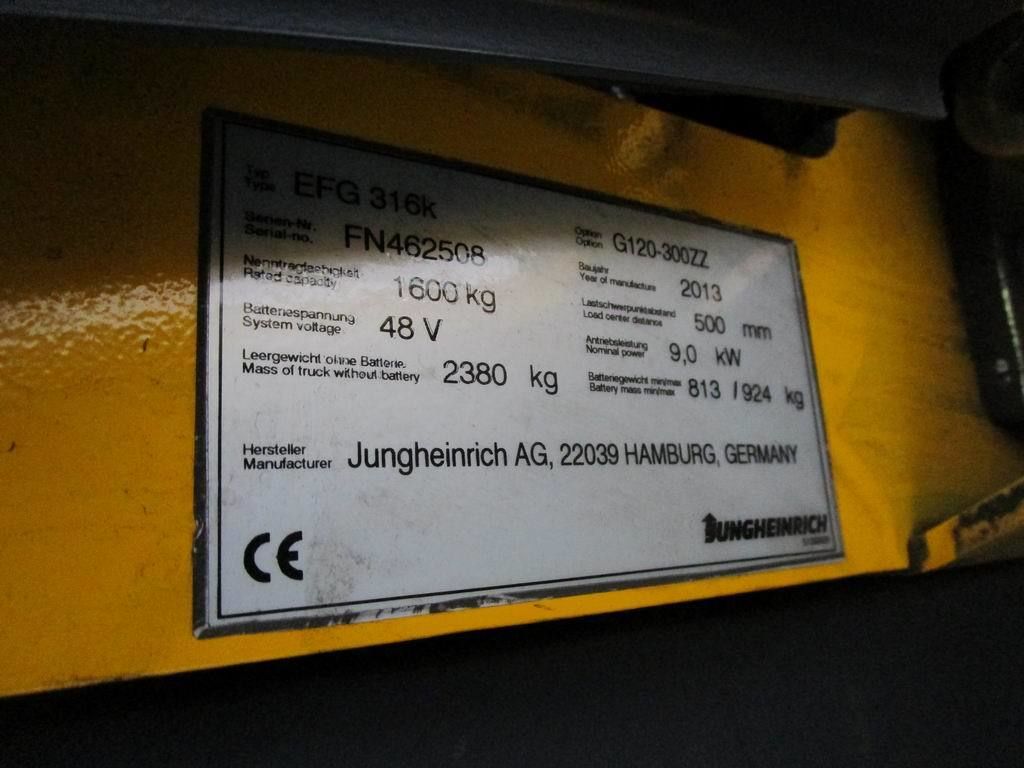 Typ
Type EFG 316k
Option
Option G120-300ZZ
Serien-Nr.
Serial-no. FN462508
Baujahr
Year of manufacture 2013
Nenntragfaehigkeit
Rated capacity 1600 kg
Lastschwerpunktabstand
Load center distance 500 mm
Batteriespannung
System voltage 48 V
Antriebsleistung
Nominal power 9,0 kW
Leergewicht ohne Batterie
Mass of truck without battery 2380 kg
Batteriegewicht min/max
Battery mass min/max 813 / 924 kg
Hersteller
Manufacturer Jungheinrich AG, 22039 HAMBURG, GERMANY
CE
JUNGHEINRICH